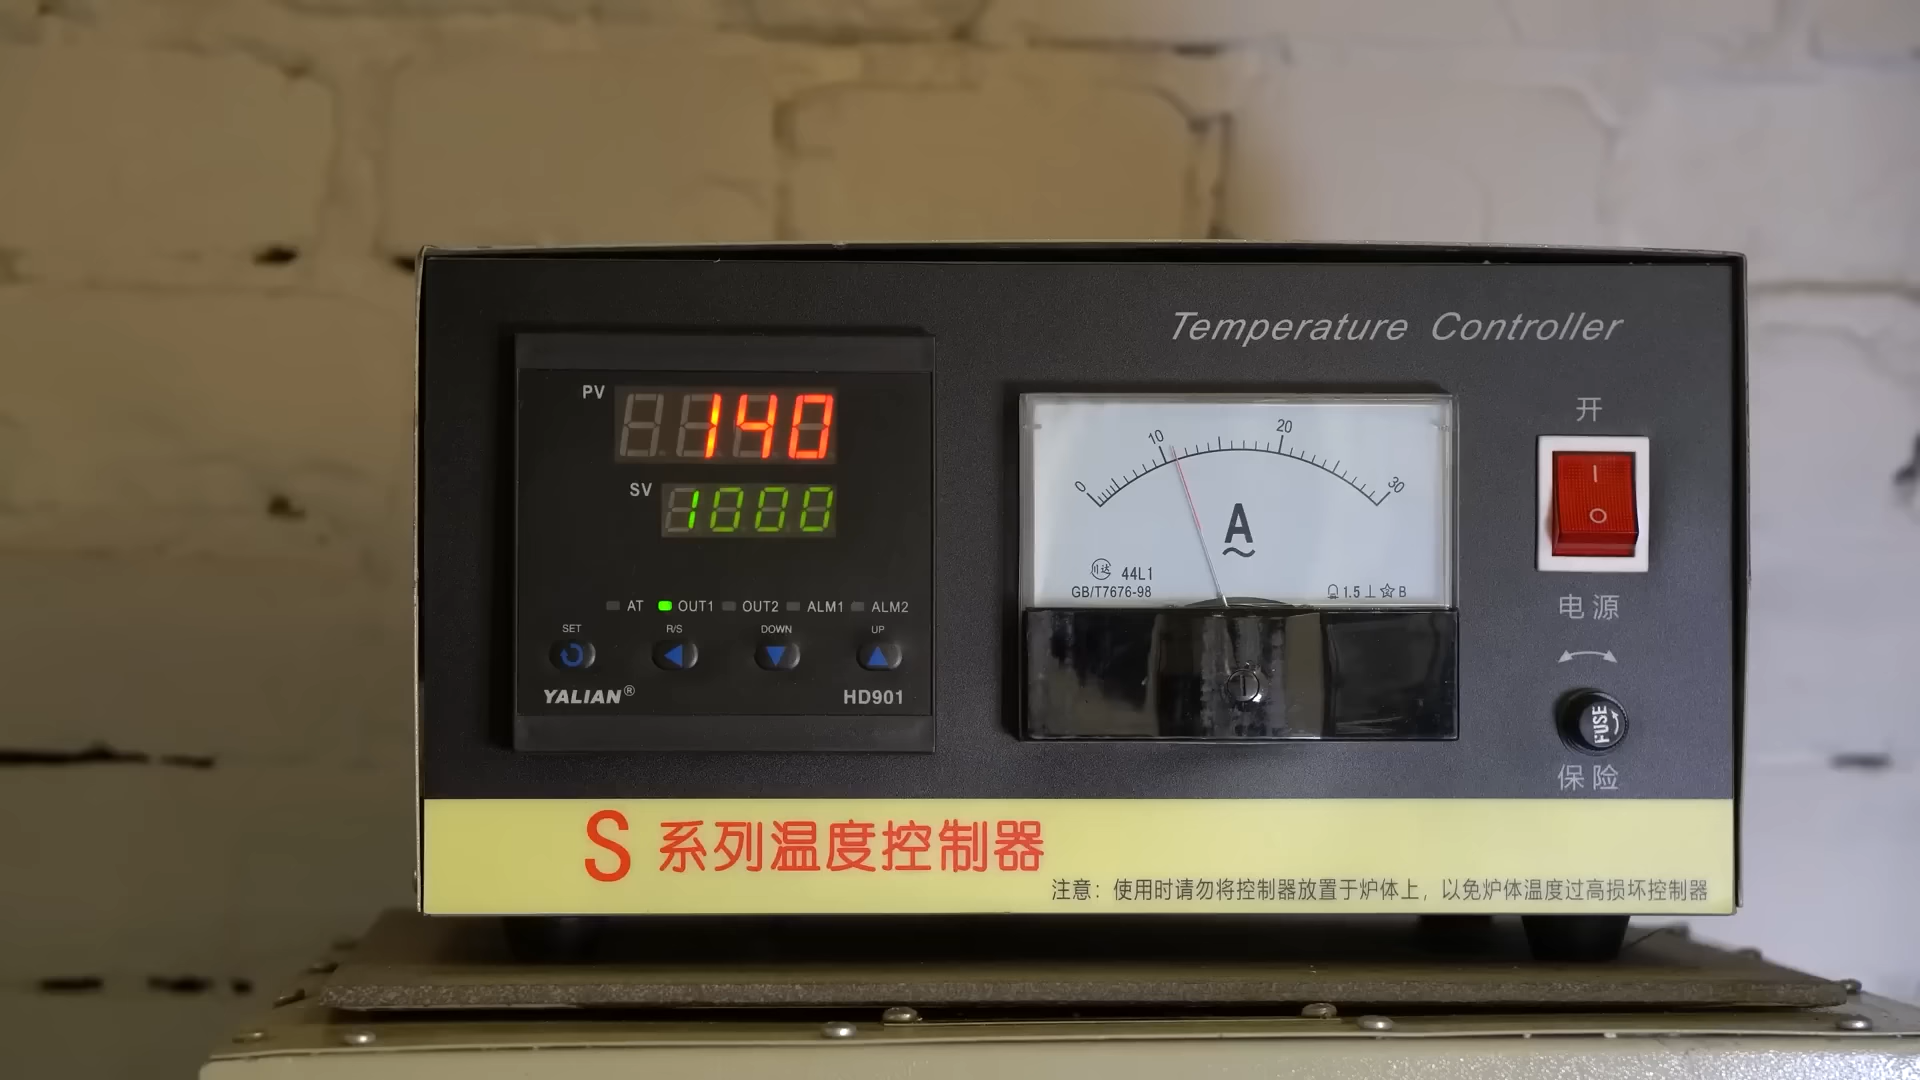 Temperature Controller
PV 140
SV 1000
AT OUT1 OUT2 ALM1 ALM2
SET R/S DOWN UP
YALIAN® HD901
0 10 20 30
A
44L1
GB/T7676-98
1.5 ⊥ ☆ B
开
I
O
电源
FUSE
保险
S 系列温度控制器
注意：使用时请勿将控制器放置于炉体上，以免炉体温度过高损坏控制器